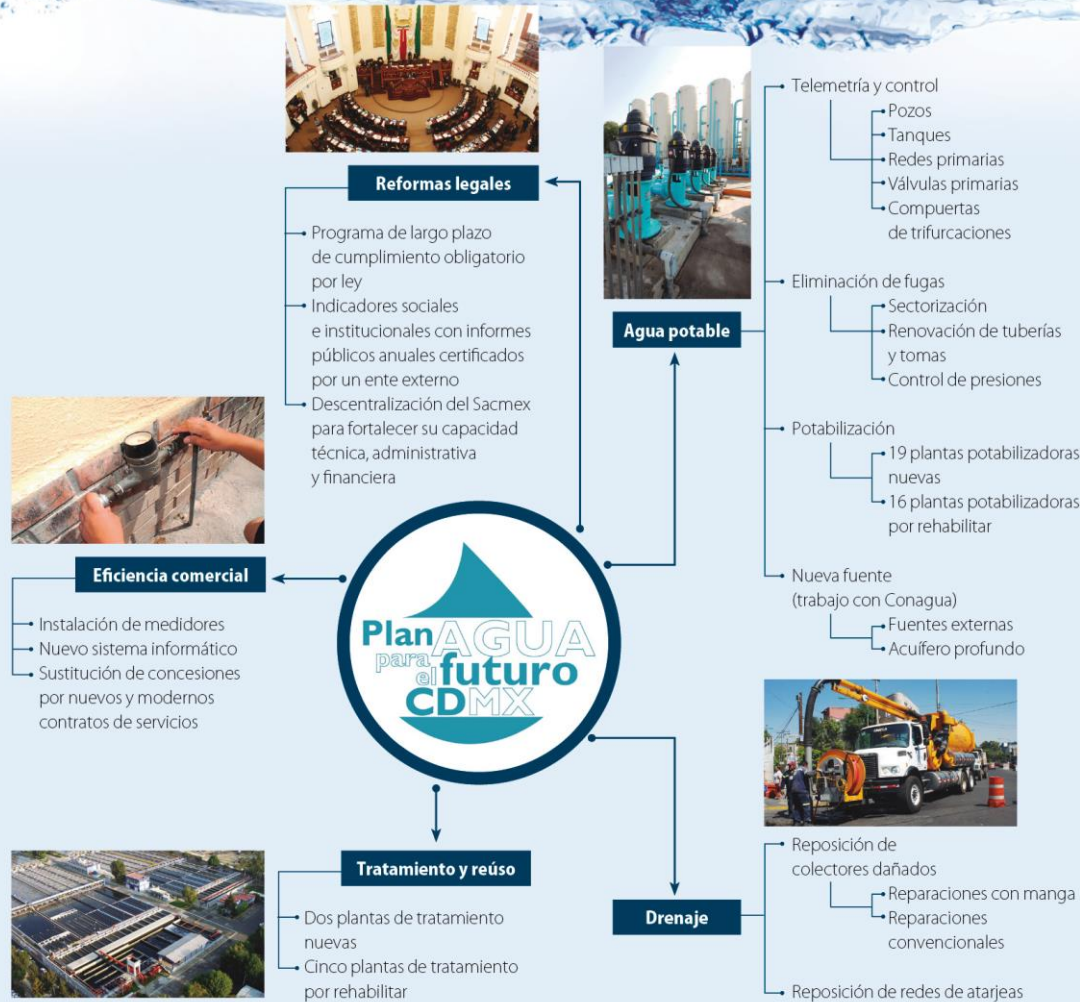 Reformas legales
Programa de largo plazo
de cumplimiento obligatorio
por ley
Indicadores sociales
e institucionales con informes
públicos anuales certificados
por un ente externo
Descentralización del Sacmex
para fortalecer su capacidad
técnica, administrativa
y financiera
Agua potable
Telemetría y control
Pozos
Tanques
Redes primarias
Válvulas primarias
Compuertas
de trifurcaciones
Eliminación de fugas
Sectorización
Renovación de tuberías
y tomas
Control de presiones
Potabilización
19 plantas potabilizadoras
nuevas
16 plantas potabilizadoras
por rehabilitar
Nueva fuente
(trabajo con Conagua)
Fuentes externas
Acuífero profundo
Eficiencia comercial
Instalación de medidores
Nuevo sistema informático
Sustitución de concesiones
por nuevos y modernos
contratos de servicios
Plan AGUA
para el futuro
CDMX
Tratamiento y reúso
Dos plantas de tratamiento
nuevas
Cinco plantas de tratamiento
por rehabilitar
Drenaje
Reposición de
colectores dañados
Reparaciones con manga
Reparaciones
convencionales
Reposición de redes de atarjeas